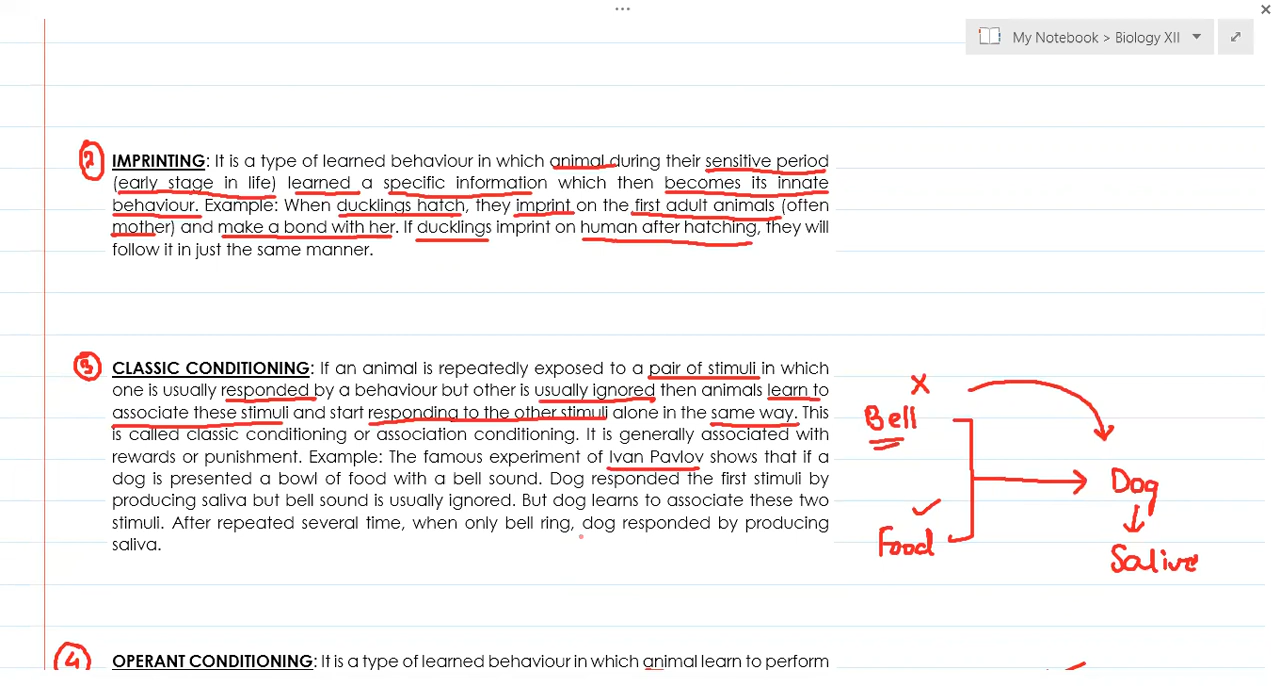 ...
My Notebook > Biology XII
2 IMPRINTING: It is a type of learned behaviour in which animal during their sensitive period
(early stage in life) learned a specific information which then becomes its innate
behaviour. Example: When ducklings hatch, they imprint on the first adult animals (often
mother) and make a bond with her. If ducklings imprint on human after hatching, they will
follow it in just the same manner.
3 CLASSIC CONDITIONING: If an animal is repeatedly exposed to a pair of stimuli in which
one is usually responded by a behaviour but other is usually ignored then animals learn to
associate these stimuli and start responding to the other stimuli alone in the same way. This
is called classic conditioning or association conditioning. It is generally associated with
rewards or punishment. Example: The famous experiment of Ivan Pavlov shows that if a
dog is presented a bowl of food with a bell sound. Dog responded the first stimuli by
producing saliva but bell sound is usually ignored. But dog learns to associate these two
stimuli. After repeated several time, when only bell ring, dog responded by producing
saliva.
Bell
Food
Dog
Salive
4 OPERANT CONDITIONING: It is a type of learned behaviour in which animal learn to perform